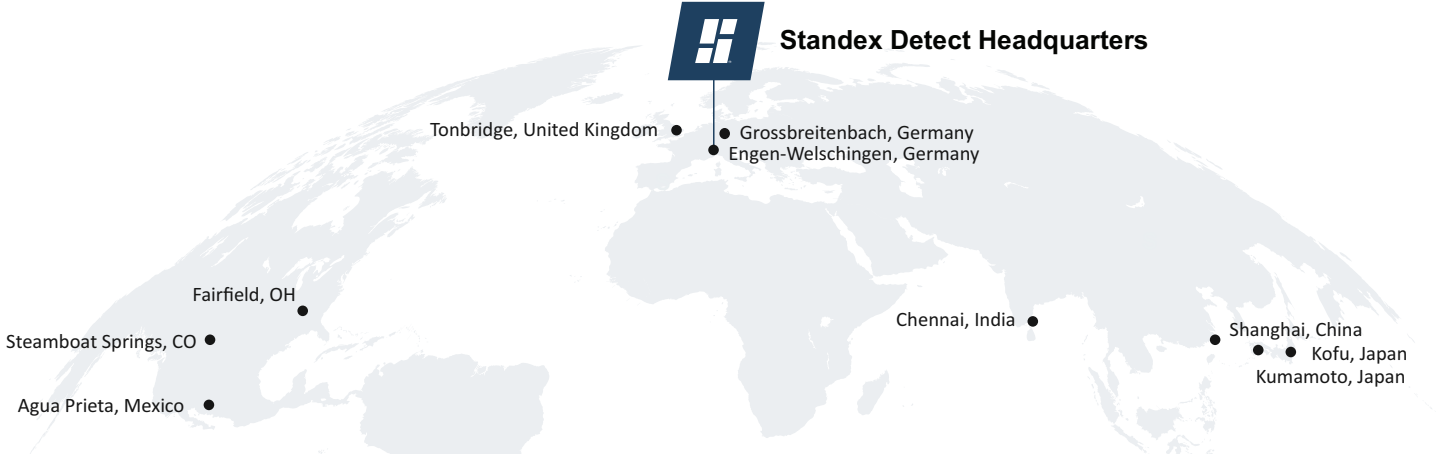 Standex Detect Headquarters
Tonbridge, United Kingdom
Grossbreitenbach, Germany
Engen-Welschingen, Germany
Fairfield, OH
Steamboat Springs, CO
Agua Prieta, Mexico
Chennai, India
Shanghai, China
Kofu, Japan
Kumamoto, Japan